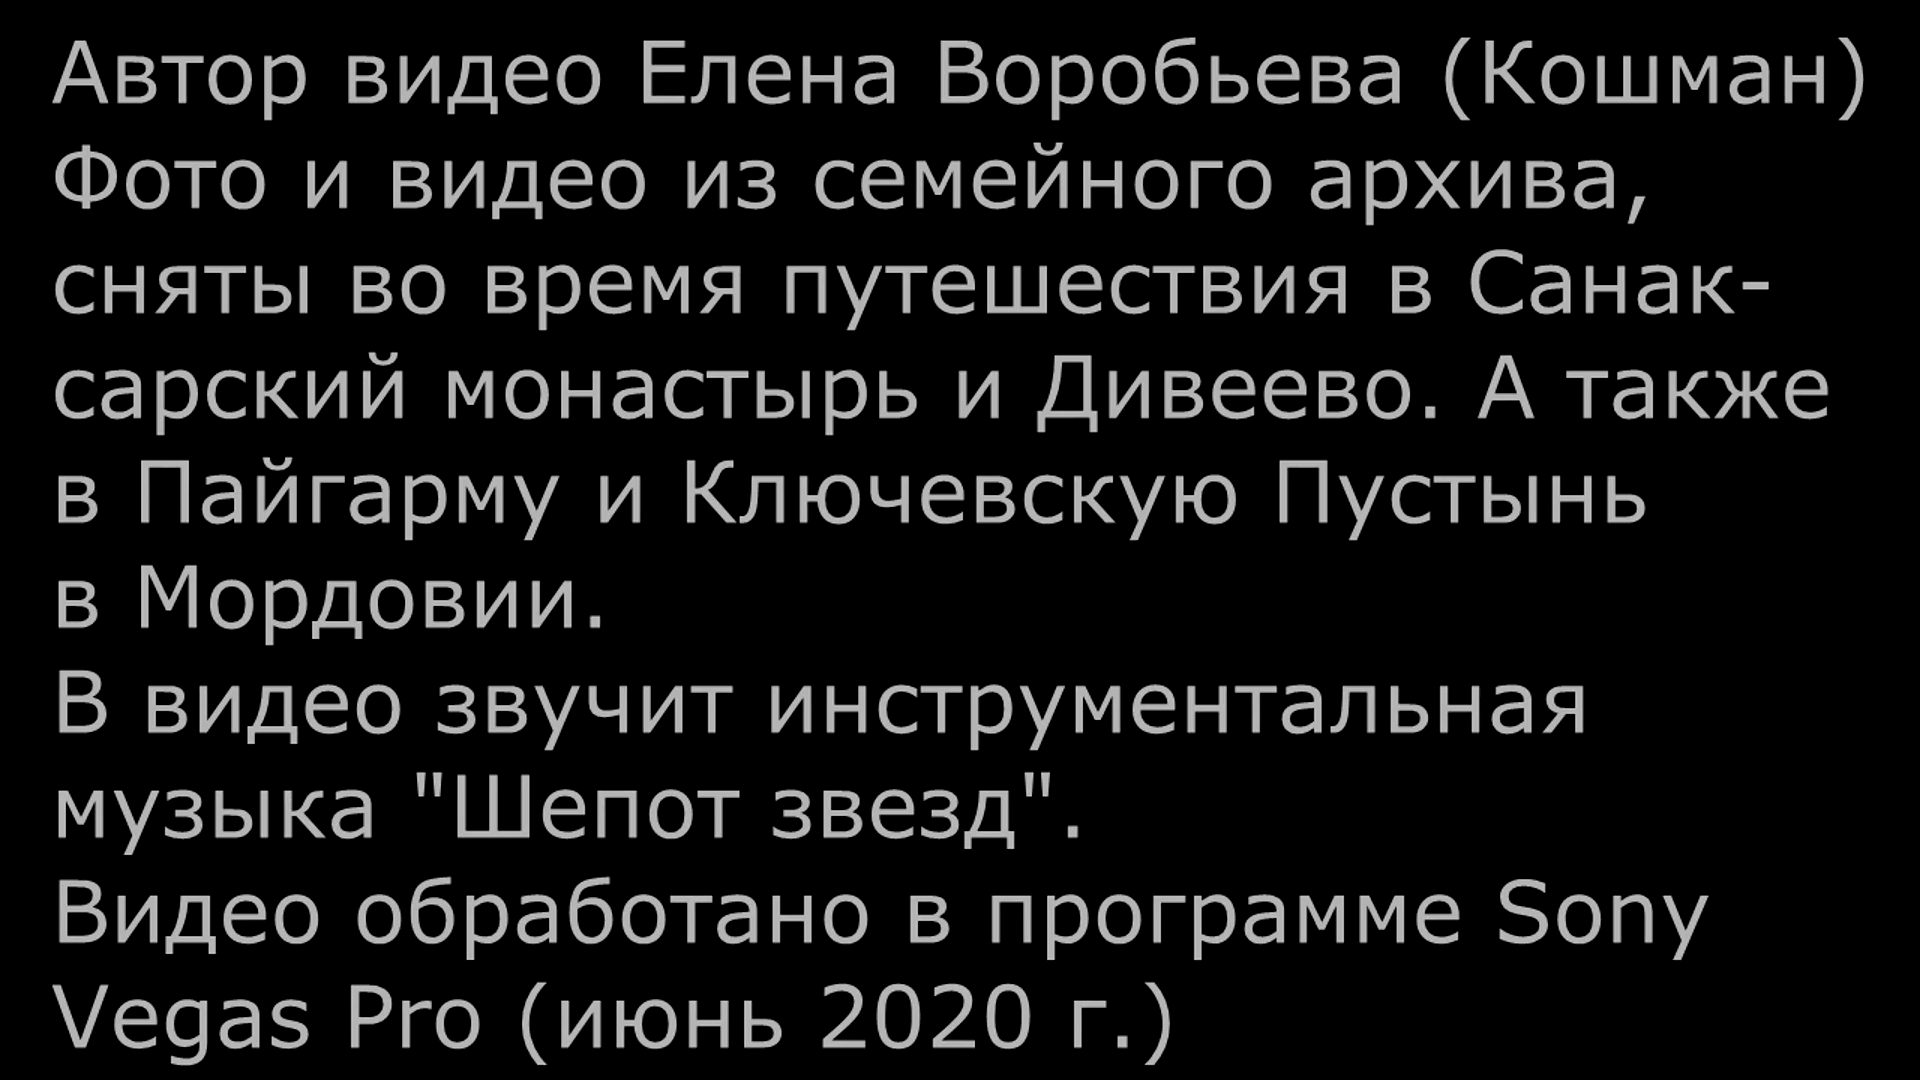 Автор видео Елена Воробьева (Кошман)
Фото и видео из семейного архива,
сняты во время путешествия в Санак-
сарский монастырь и Дивеево. А также
в Пайгарму и Ключевскую Пустынь
в Мордовии.
В видео звучит инструментальная
музыка "Шепот звезд".
Видео обработано в программе Sony
Vegas Pro (июнь 2020 г.)